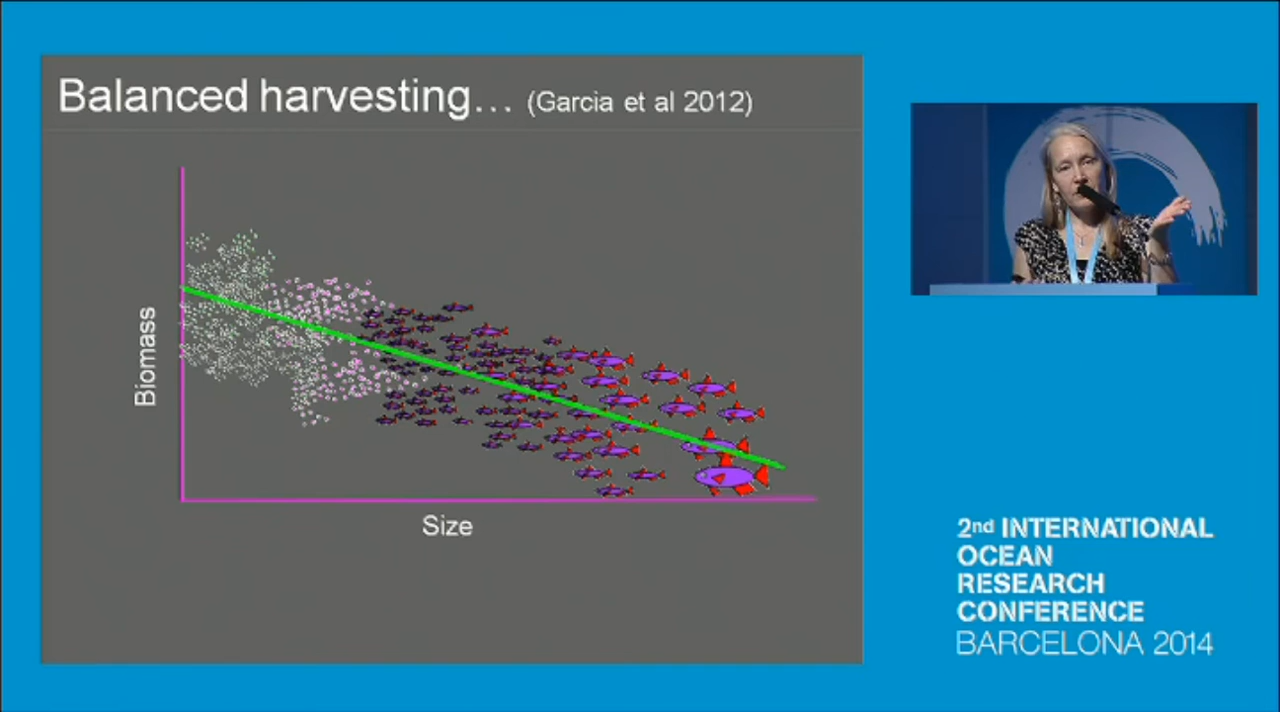 Balanced harvesting… (Garcia et al 2012)
Biomass
Size
2nd INTERNATIONAL
OCEAN
RESEARCH
CONFERENCE
BARCELONA 2014